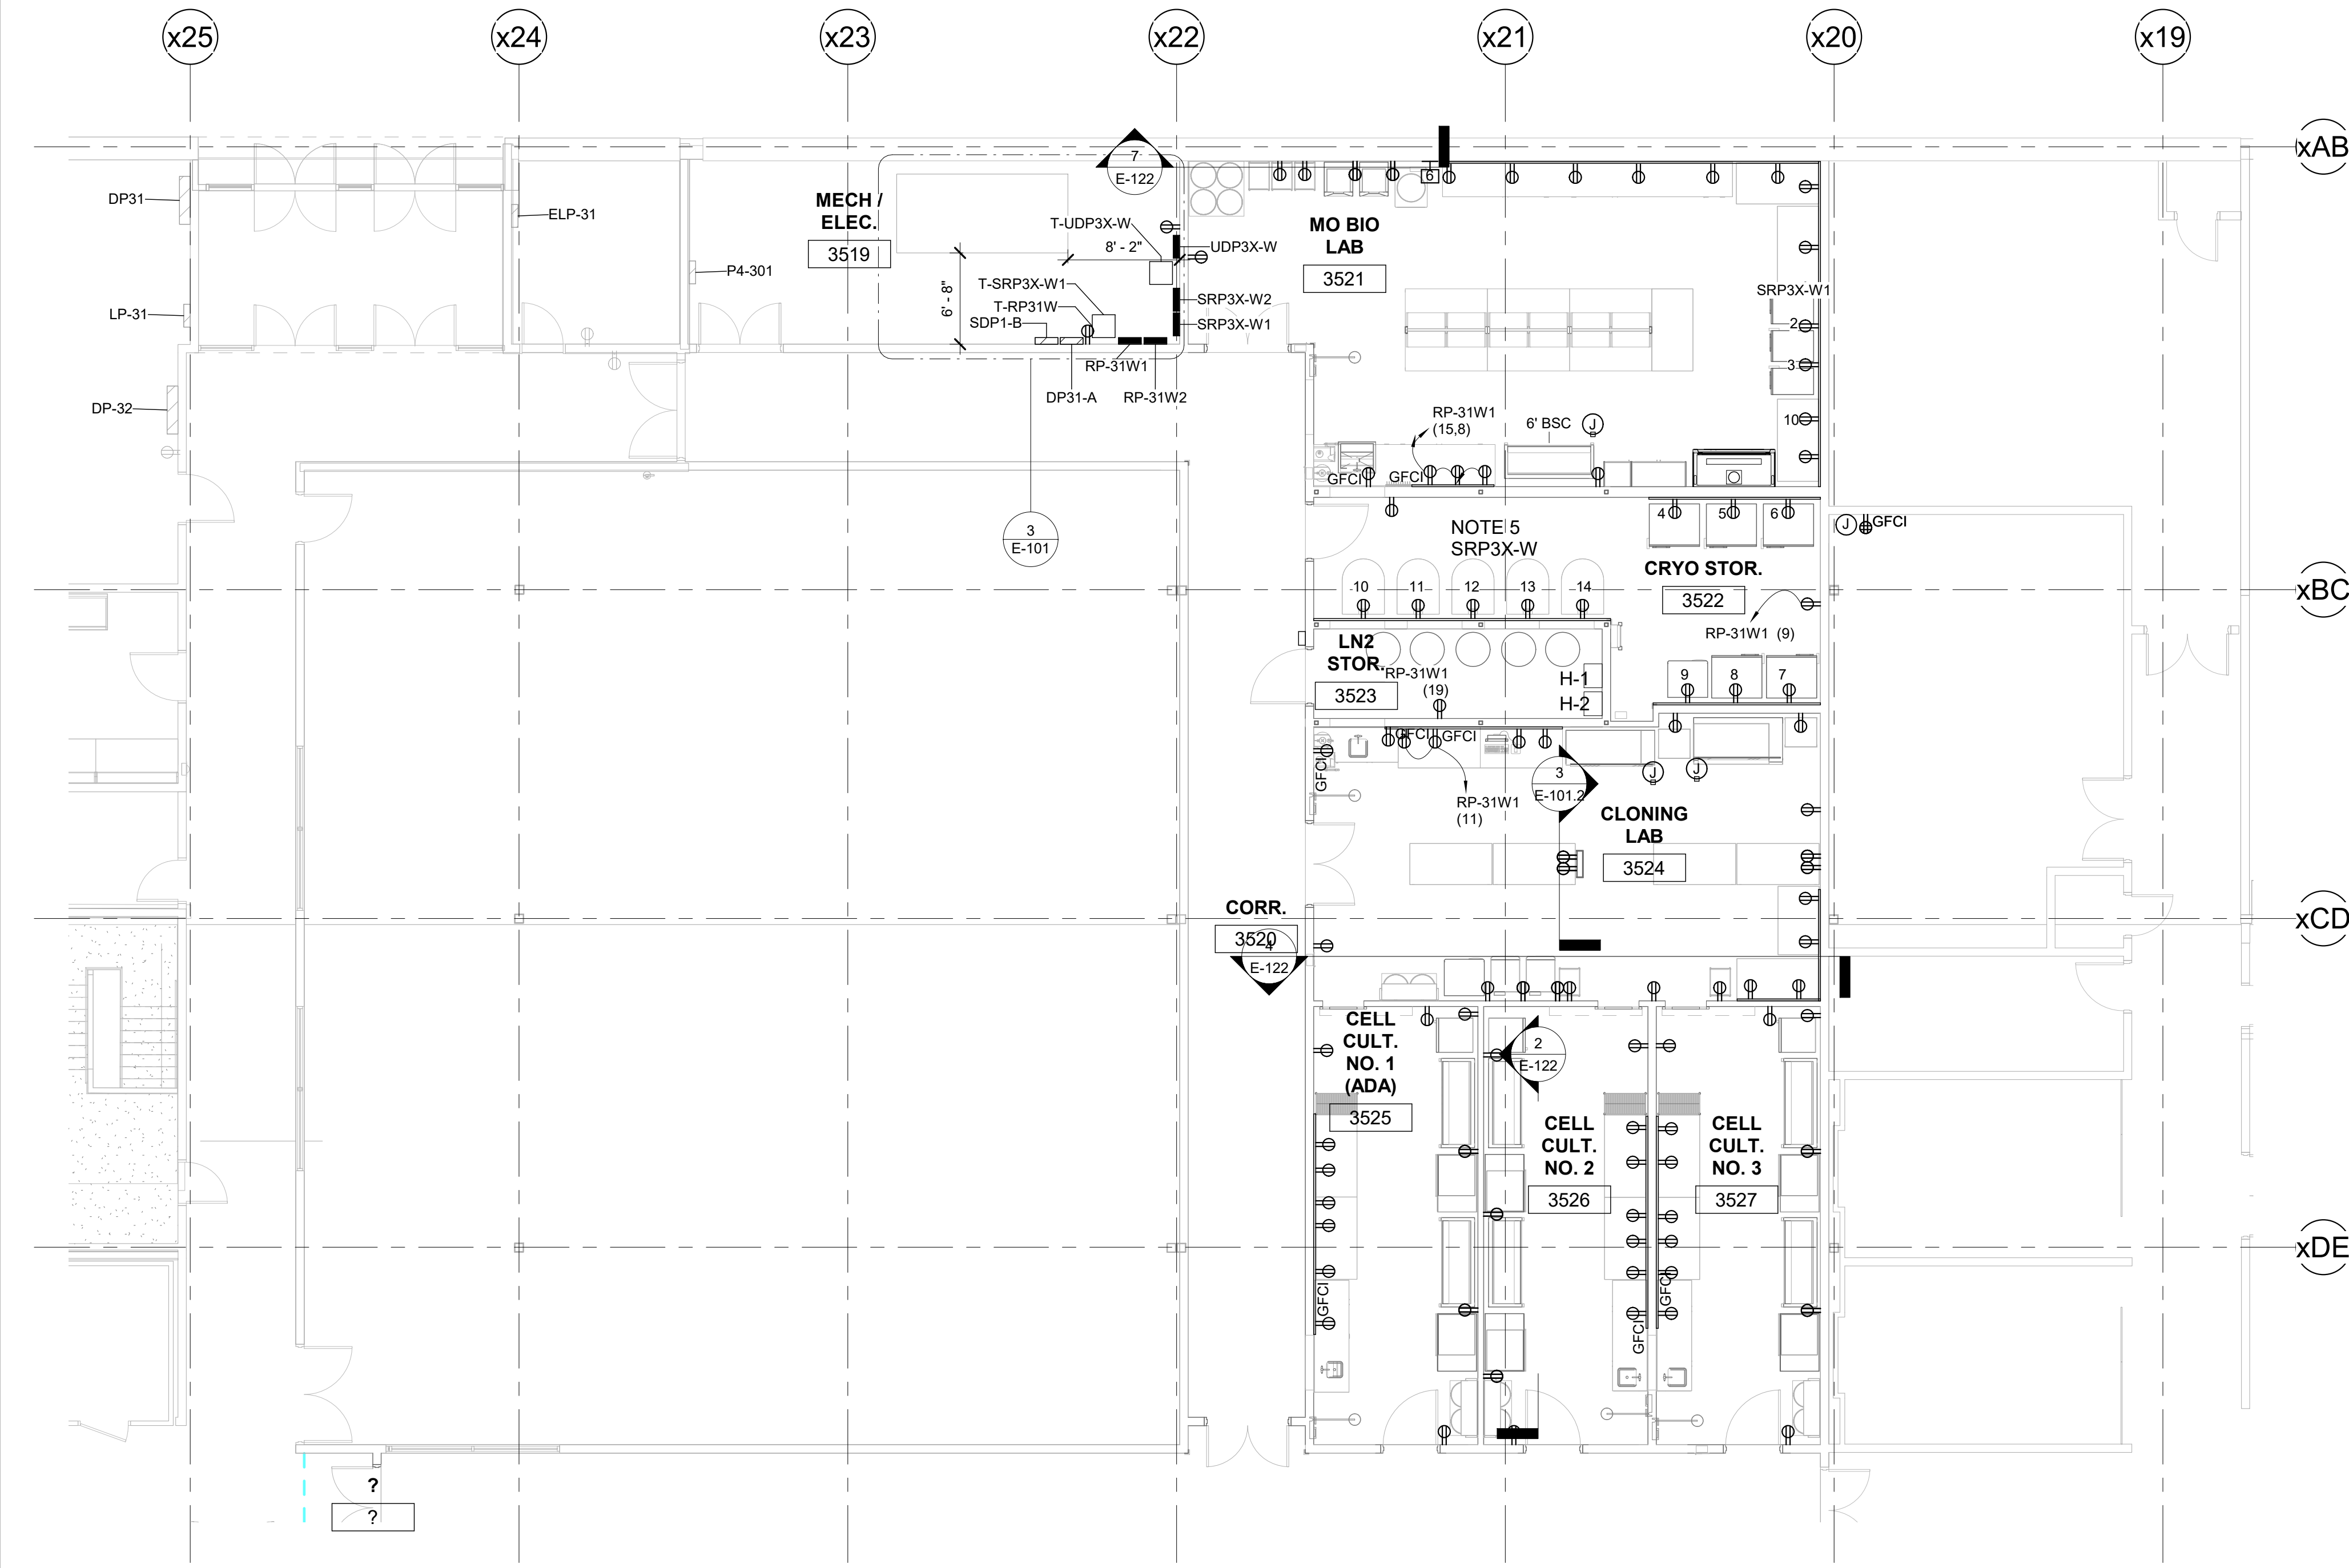 x25
x24
x23
x22
x21
x20
x19
xAB
xBC
xCD
xDE
DP31
ELP-31
P4-301
LP-31
DP-32
MECH /
ELEC.
3519
7
E-122
T-UDP3X-W
8' - 2"
UDP3X-W
6' - 8"
T-SRP3X-W1
T-RP31W
SDP1-B
SRP3X-W2
SRP3X-W1
RP-31W1
DP31-A
RP-31W2
3
E-101
MO BIO
LAB
3521
6
SRP3X-W1
2
3
10
RP-31W1
(15,8)
6' BSC
J
GFCI
GFCI
NOTE 5
SRP3X-W
4
5
6
J
GFCI
CRYO STOR.
3522
10
11
12
13
14
RP-31W1 (9)
LN2
STOR.
3523
RP-31W1
(19)
H-1
H-2
9
8
7
GFCI
GFCI
GFCI
J
J
3
E-101.2
RP-31W1
(11)
CLONING
LAB
3524
CORR.
3520
4
E-122
CELL
CULT.
NO. 1
(ADA)
3525
2
E-122
CELL
CULT.
NO. 2
3526
CELL
CULT.
NO. 3
3527
GFCI
GFCI
GFCI
?
?